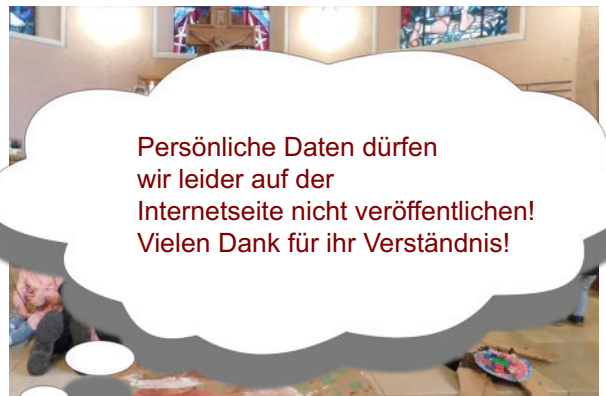 Persönliche Daten dürfen
wir leider auf der
Internetseite nicht veröffentlichen!
Vielen Dank für ihr Verständnis!